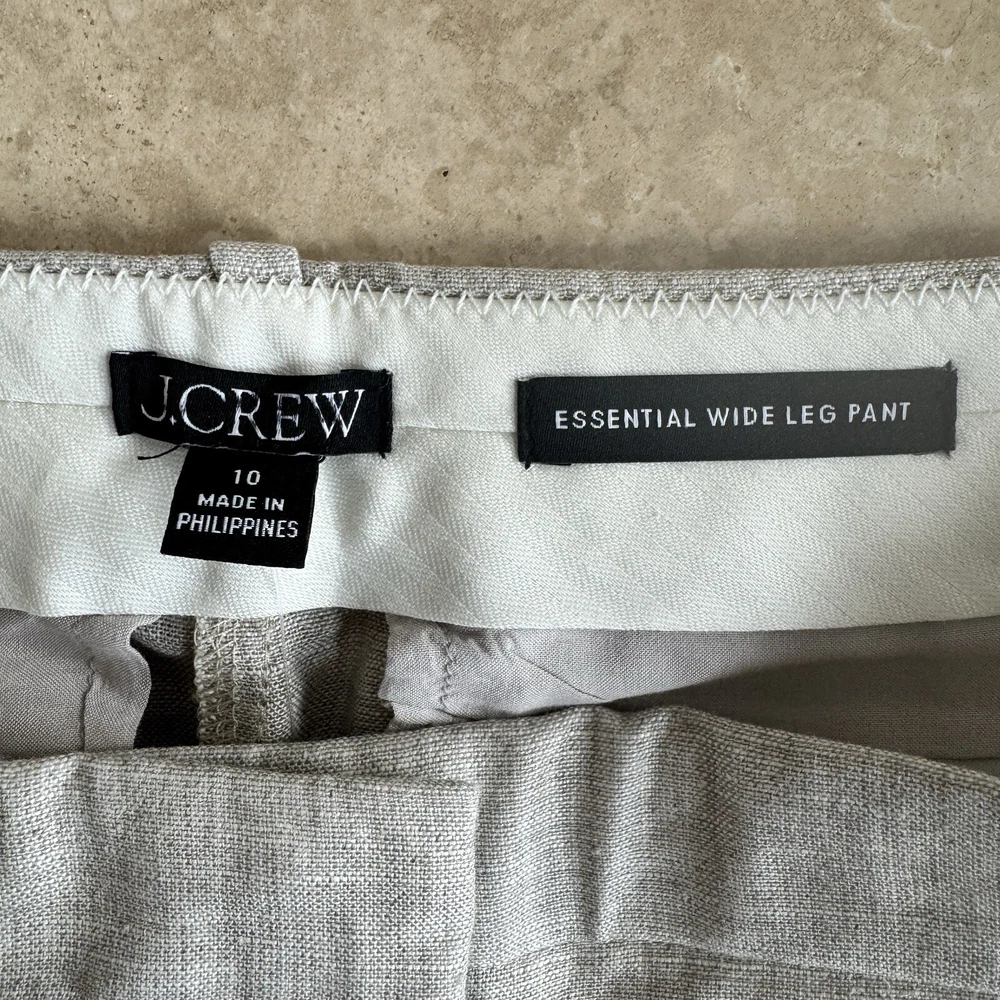 J.CREW
10
MADE IN
PHILIPPINES
ESSENTIAL WIDE LEG PANT